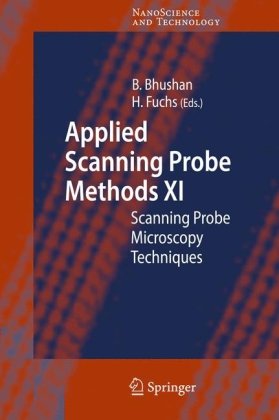 NanoScience and Technology
B. Bhushan
H. Fuchs (Eds.)
Applied
Scanning Probe
Methods XI
Scanning Probe
Microscopy
Techniques
Springer